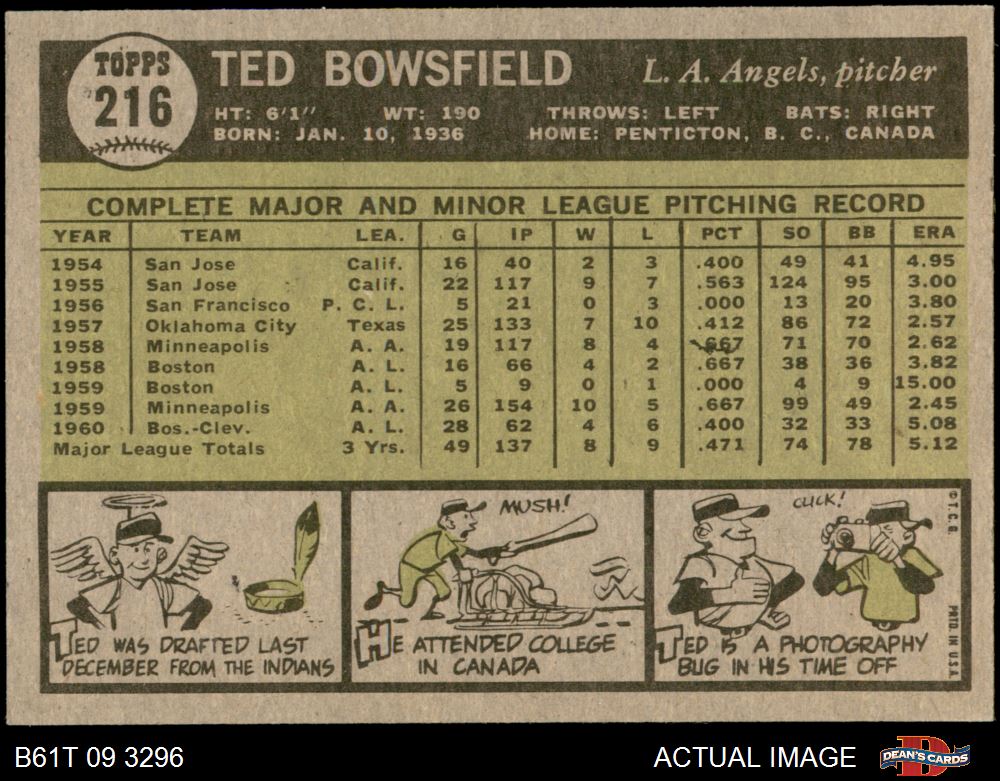 TOPPS
216
TED BOWSFIELD
L. A. Angels, pitcher
HT: 6'1" WT: 190 THROWS: LEFT BATS: RIGHT
BORN: JAN. 10, 1936 HOME: PENTICTON, B. C., CANADA
COMPLETE MAJOR AND MINOR LEAGUE PITCHING RECORD
YEAR TEAM LEA. G IP W L PCT SO BB ERA
1954 San Jose Calif. 16 40 2 3 .400 49 41 4.95
1955 San Jose Calif. 22 117 9 7 .563 124 95 3.00
1956 San Francisco P. C. L. 5 21 0 3 .000 13 20 3.80
1957 Oklahoma City Texas 25 133 7 10 .412 86 72 2.57
1958 Minneapolis A. A. 19 117 8 4 .667 71 70 2.62
1958 Boston A. L. 16 66 4 2 .667 38 36 3.82
1959 Boston A. L. 5 9 0 1 .000 4 9 15.00
1959 Minneapolis A. A. 26 154 10 5 .667 99 49 2.45
1960 Bos.-Clev. A. L. 28 62 4 6 .400 32 33 5.08
Major League Totals 3 Yrs. 49 137 8 9 .471 74 78 5.12
TED WAS DRAFTED LAST
DECEMBER FROM THE INDIANS
MUSH!
HE ATTENDED COLLEGE
IN CANADA
CLICK!
TED IS A PHOTOGRAPHY
BUG IN HIS TIME OFF
© T. C. G. PRTD IN U.S.A.
B61T 09 3296
ACTUAL IMAGE
DEAN'S CARDS